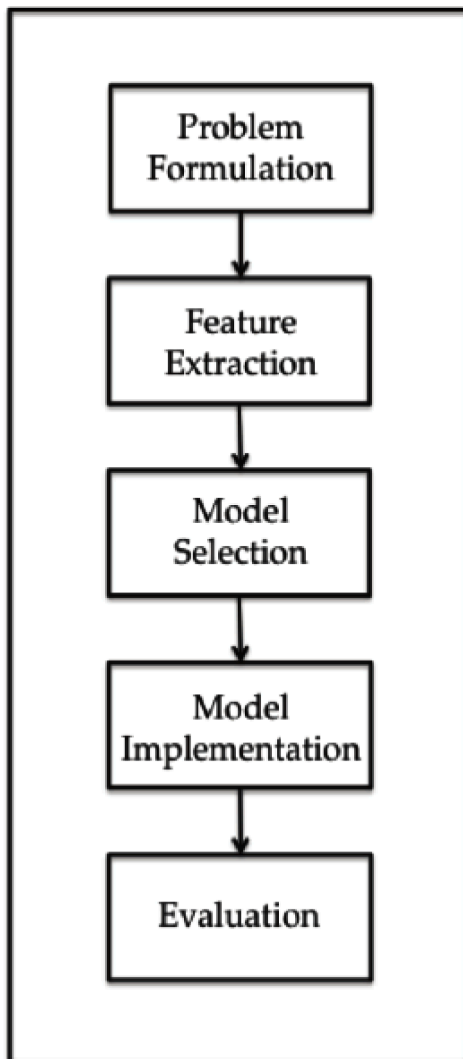 Problem
Formulation
Feature
Extraction
Model
Selection
Model
Implementation
Evaluation